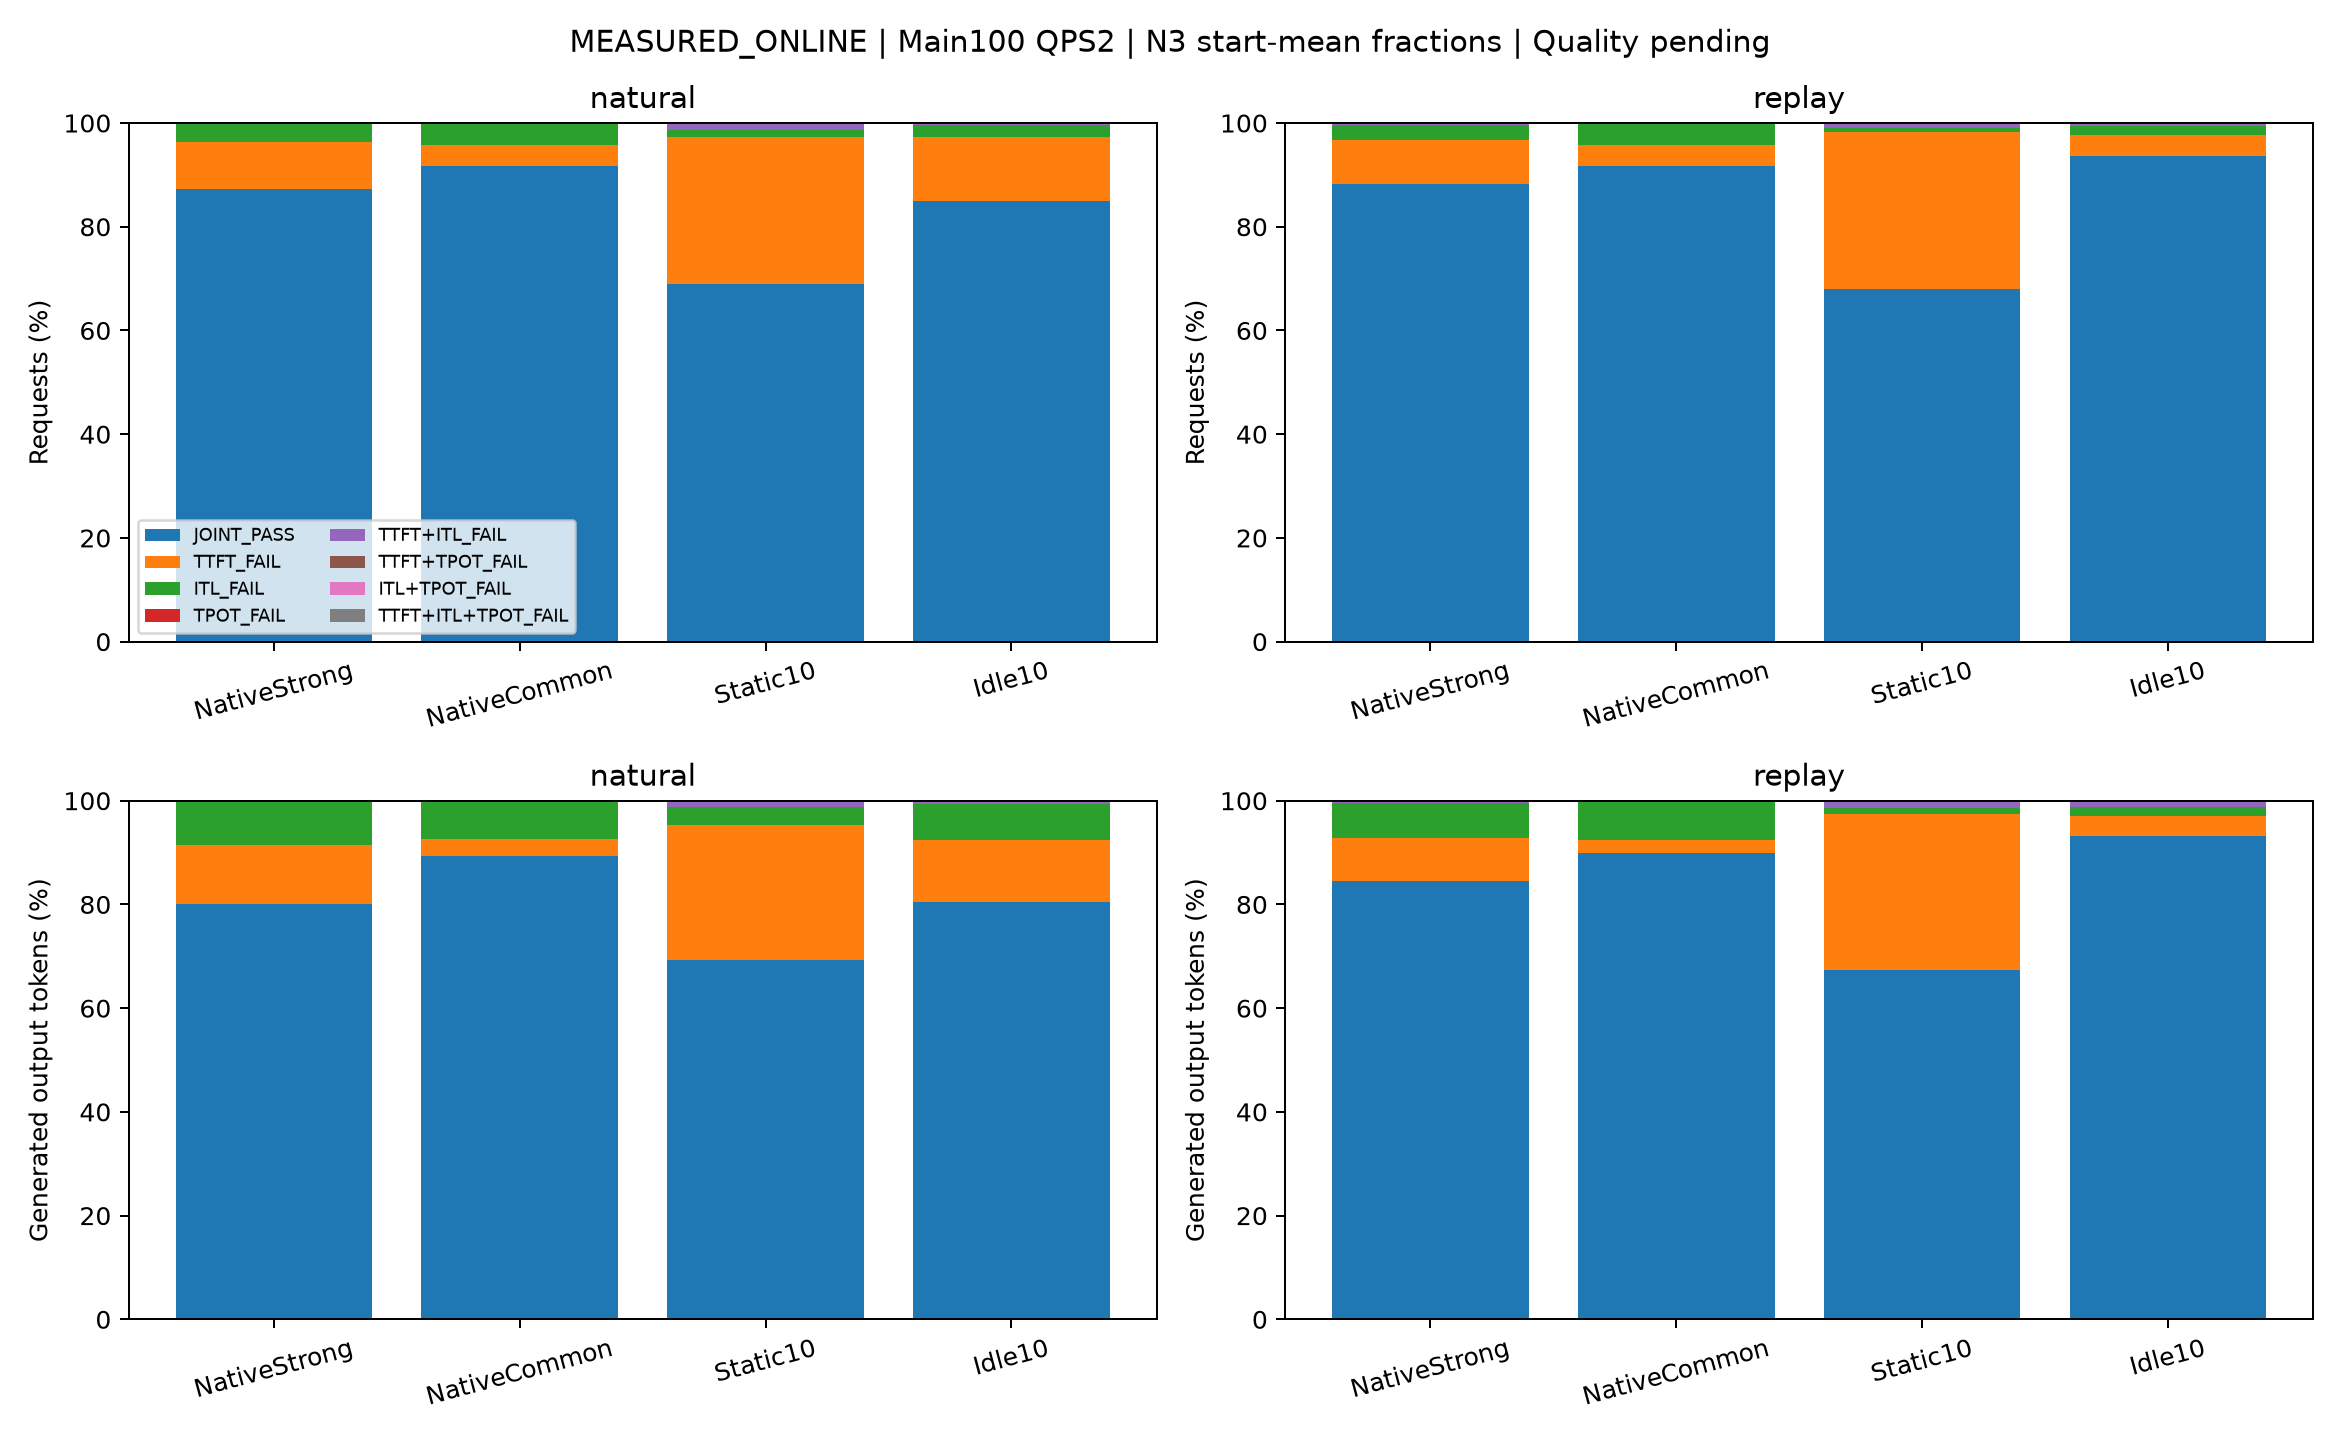 MEASURED_ONLINE | Main100 QPS2 | N3 start-mean fractions | Quality pending
natural
Requests (%)
100
80
60
40
20
0
JOINT_PASS
TTFT_FAIL
ITL_FAIL
TPOT_FAIL
TTFT+ITL_FAIL
TTFT+TPOT_FAIL
ITL+TPOT_FAIL
TTFT+ITL+TPOT_FAIL
NativeStrong
NativeCommon
Static10
Idle10
replay
Requests (%)
100
80
60
40
20
0
NativeStrong
NativeCommon
Static10
Idle10
natural
Generated output tokens (%)
100
80
60
40
20
0
NativeStrong
NativeCommon
Static10
Idle10
replay
Generated output tokens (%)
100
80
60
40
20
0
NativeStrong
NativeCommon
Static10
Idle10